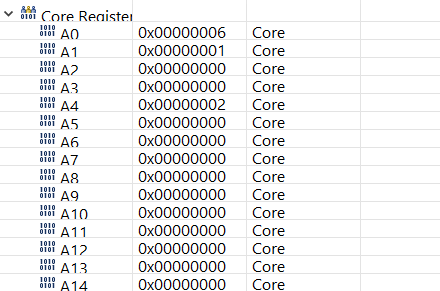 Core Register
A0 0x00000006 Core
A1 0x00000001 Core
A2 0x00000000 Core
A3 0x00000000 Core
A4 0x00000002 Core
A5 0x00000000 Core
A6 0x00000000 Core
A7 0x00000000 Core
A8 0x00000000 Core
A9 0x00000000 Core
A10 0x00000000 Core
A11 0x00000000 Core
A12 0x00000000 Core
A13 0x00000000 Core
A14 0x00000000 Core